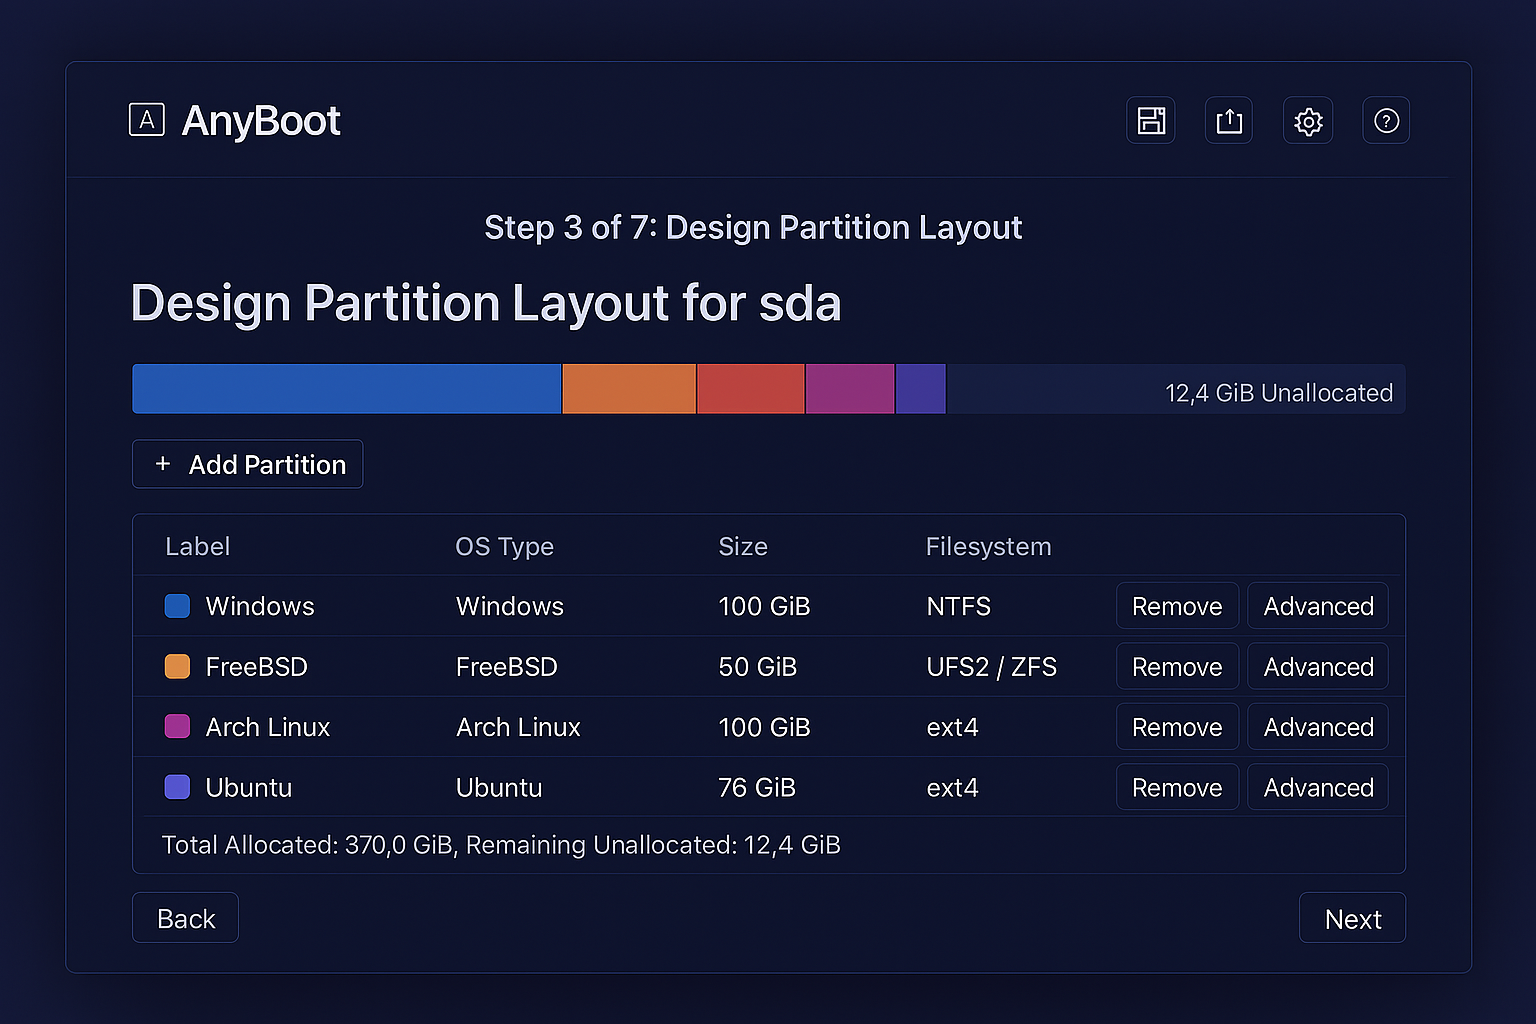 A AnyBoot
Step 3 of 7: Design Partition Layout
Design Partition Layout for sda
12,4 GiB Unallocated
+ Add Partition
Label OS Type Size Filesystem
Windows Windows 100 GiB NTFS Remove Advanced
FreeBSD FreeBSD 50 GiB UFS2 / ZFS Remove Advanced
Arch Linux Arch Linux 100 GiB ext4 Remove Advanced
Ubuntu Ubuntu 76 GiB ext4 Remove Advanced
Total Allocated: 370,0 GiB, Remaining Unallocated: 12,4 GiB
Back Next